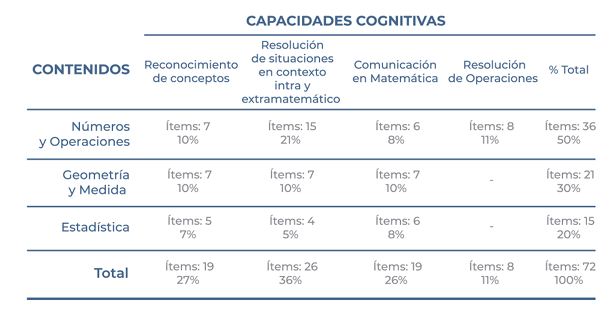 CAPACIDADES COGNITIVAS
CONTENIDOS
Reconocimiento
de conceptos
Resolución
de situaciones
en contexto
intra y
extramatemático
Comunicación
en Matemática
Resolución
de Operaciones
% Total
Números
y Operaciones
Ítems: 7
10%
Ítems: 15
21%
Ítems: 6
8%
Ítems: 8
11%
Ítems: 36
50%
Geometría
y Medida
Ítems: 7
10%
Ítems: 7
10%
Ítems: 7
10%
-
Ítems: 21
30%
Estadística
Ítems: 5
7%
Ítems: 4
5%
Ítems: 6
8%
-
Ítems: 15
20%
Total
Ítems: 19
27%
Ítems: 26
36%
Ítems: 19
26%
Ítems: 8
11%
Ítems: 72
100%